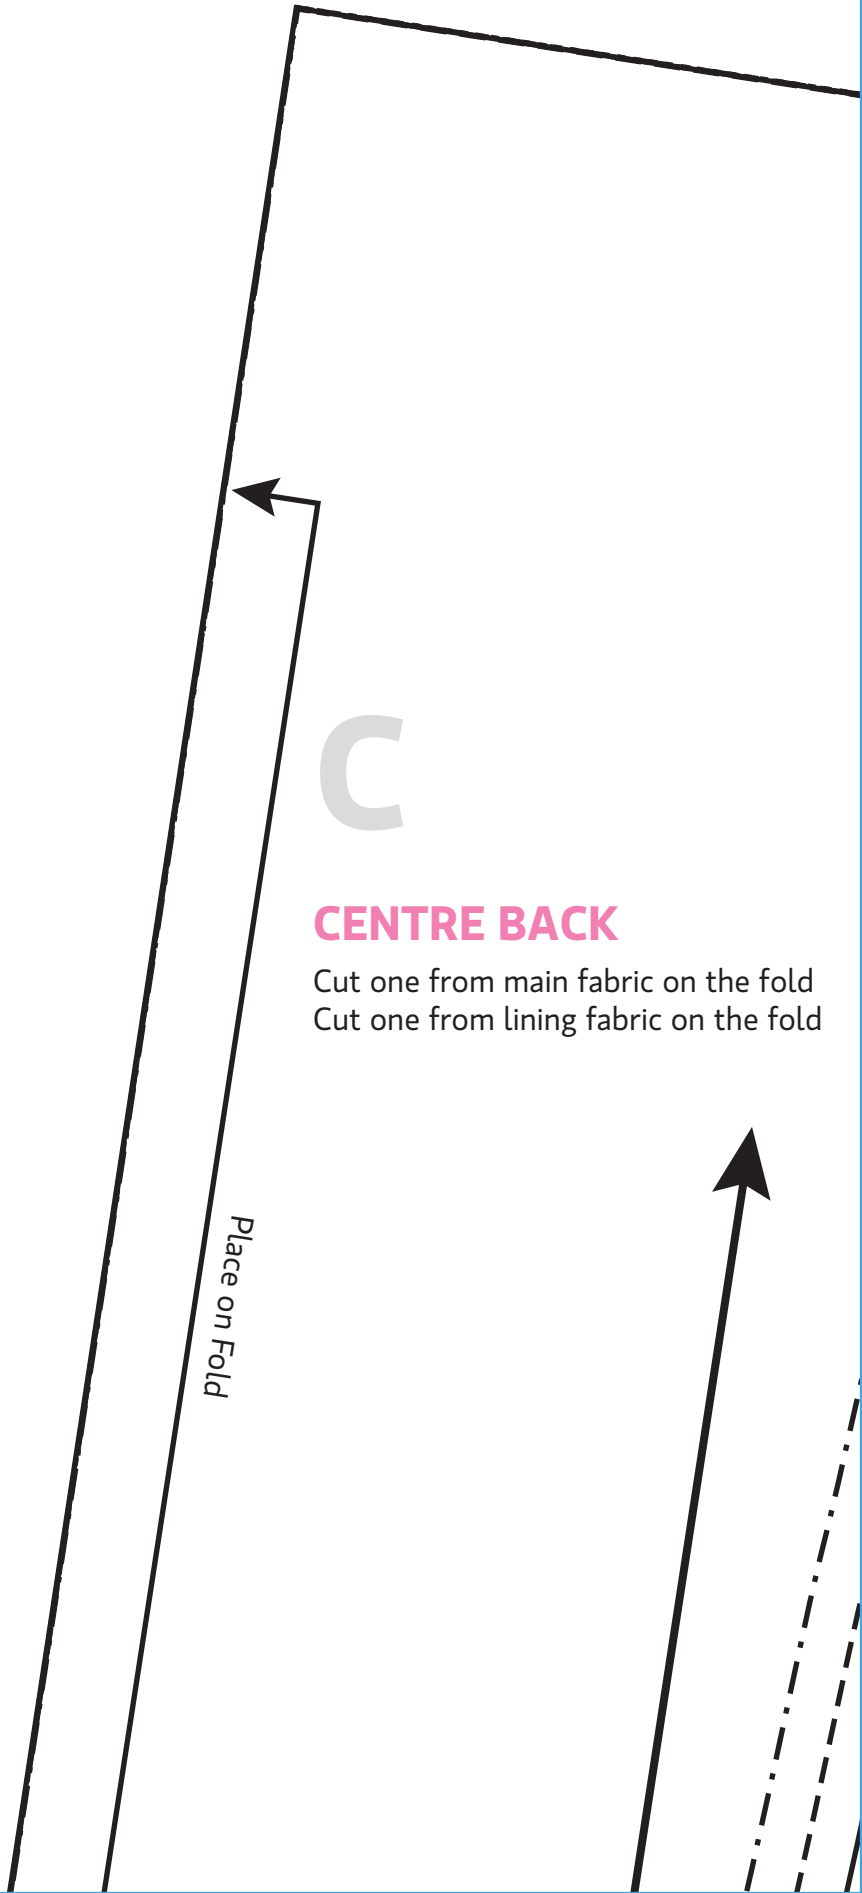 C
CENTRE BACK
Cut one from main fabric on the fold
Cut one from lining fabric on the fold
Place on Fold